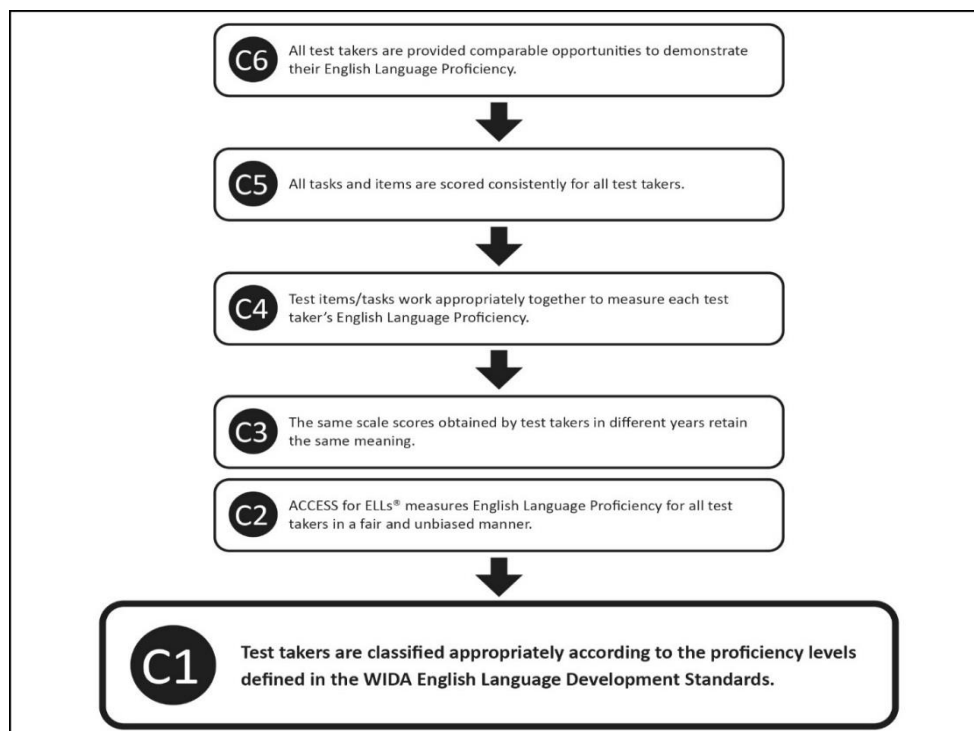 C6
All test takers are provided comparable opportunities to demonstrate
their English Language Proficiency.
C5
All tasks and items are scored consistently for all test takers.
C4
Test items/tasks work appropriately together to measure each test
taker’s English Language Proficiency.
C3
The same scale scores obtained by test takers in different years retain
the same meaning.
C2
ACCESS for ELLs® measures English Language Proficiency for all test
takers in a fair and unbiased manner.
C1
Test takers are classified appropriately according to the proficiency levels
defined in the WIDA English Language Development Standards.